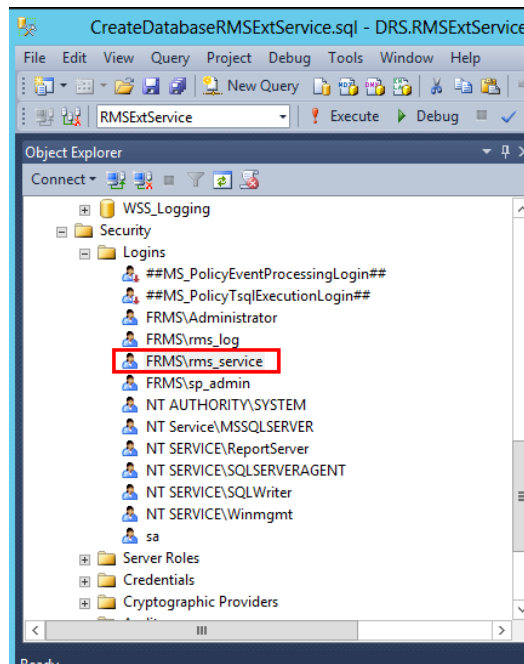 CreateDatabaseRMSExtService.sql - DRS.RMSExtService
File Edit View Query Project Debug Tools Window Help
New Query
RMSExtService Execute Debug
Object Explorer
Connect
WSS_Logging
Security
Logins
##MS_PolicyEventProcessingLogin##
##MS_PolicyTsqlExecutionLogin##
FRMS\Administrator
FRMS\rms_log
FRMS\rms_service
FRMS\sp_admin
NT AUTHORITY\SYSTEM
NT Service\MSSQLSERVER
NT SERVICE\ReportServer
NT SERVICE\SQLSERVERAGENT
NT SERVICE\SQLWriter
NT SERVICE\Winmgmt
sa
Server Roles
Credentials
Cryptographic Providers